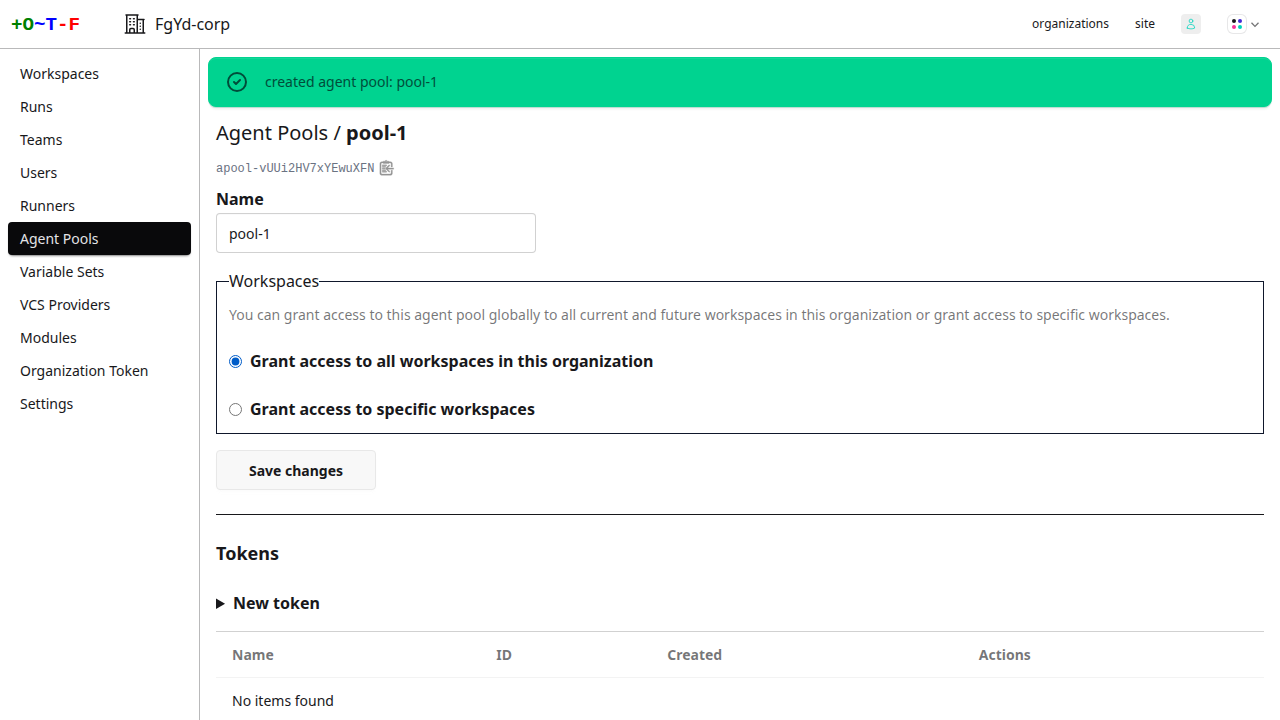 +O~T-F
FgYd-corp
organizations
site
Workspaces
Runs
Teams
Users
Runners
Agent Pools
Variable Sets
VCS Providers
Modules
Organization Token
Settings
created agent pool: pool-1
Agent Pools / pool-1
apool-vUUi2HV7xYEwuXFN
Name
pool-1
Workspaces
You can grant access to this agent pool globally to all current and future workspaces in this organization or grant access to specific workspaces.
Grant access to all workspaces in this organization
Grant access to specific workspaces
Save changes
Tokens
New token
Name ID Created Actions
No items found